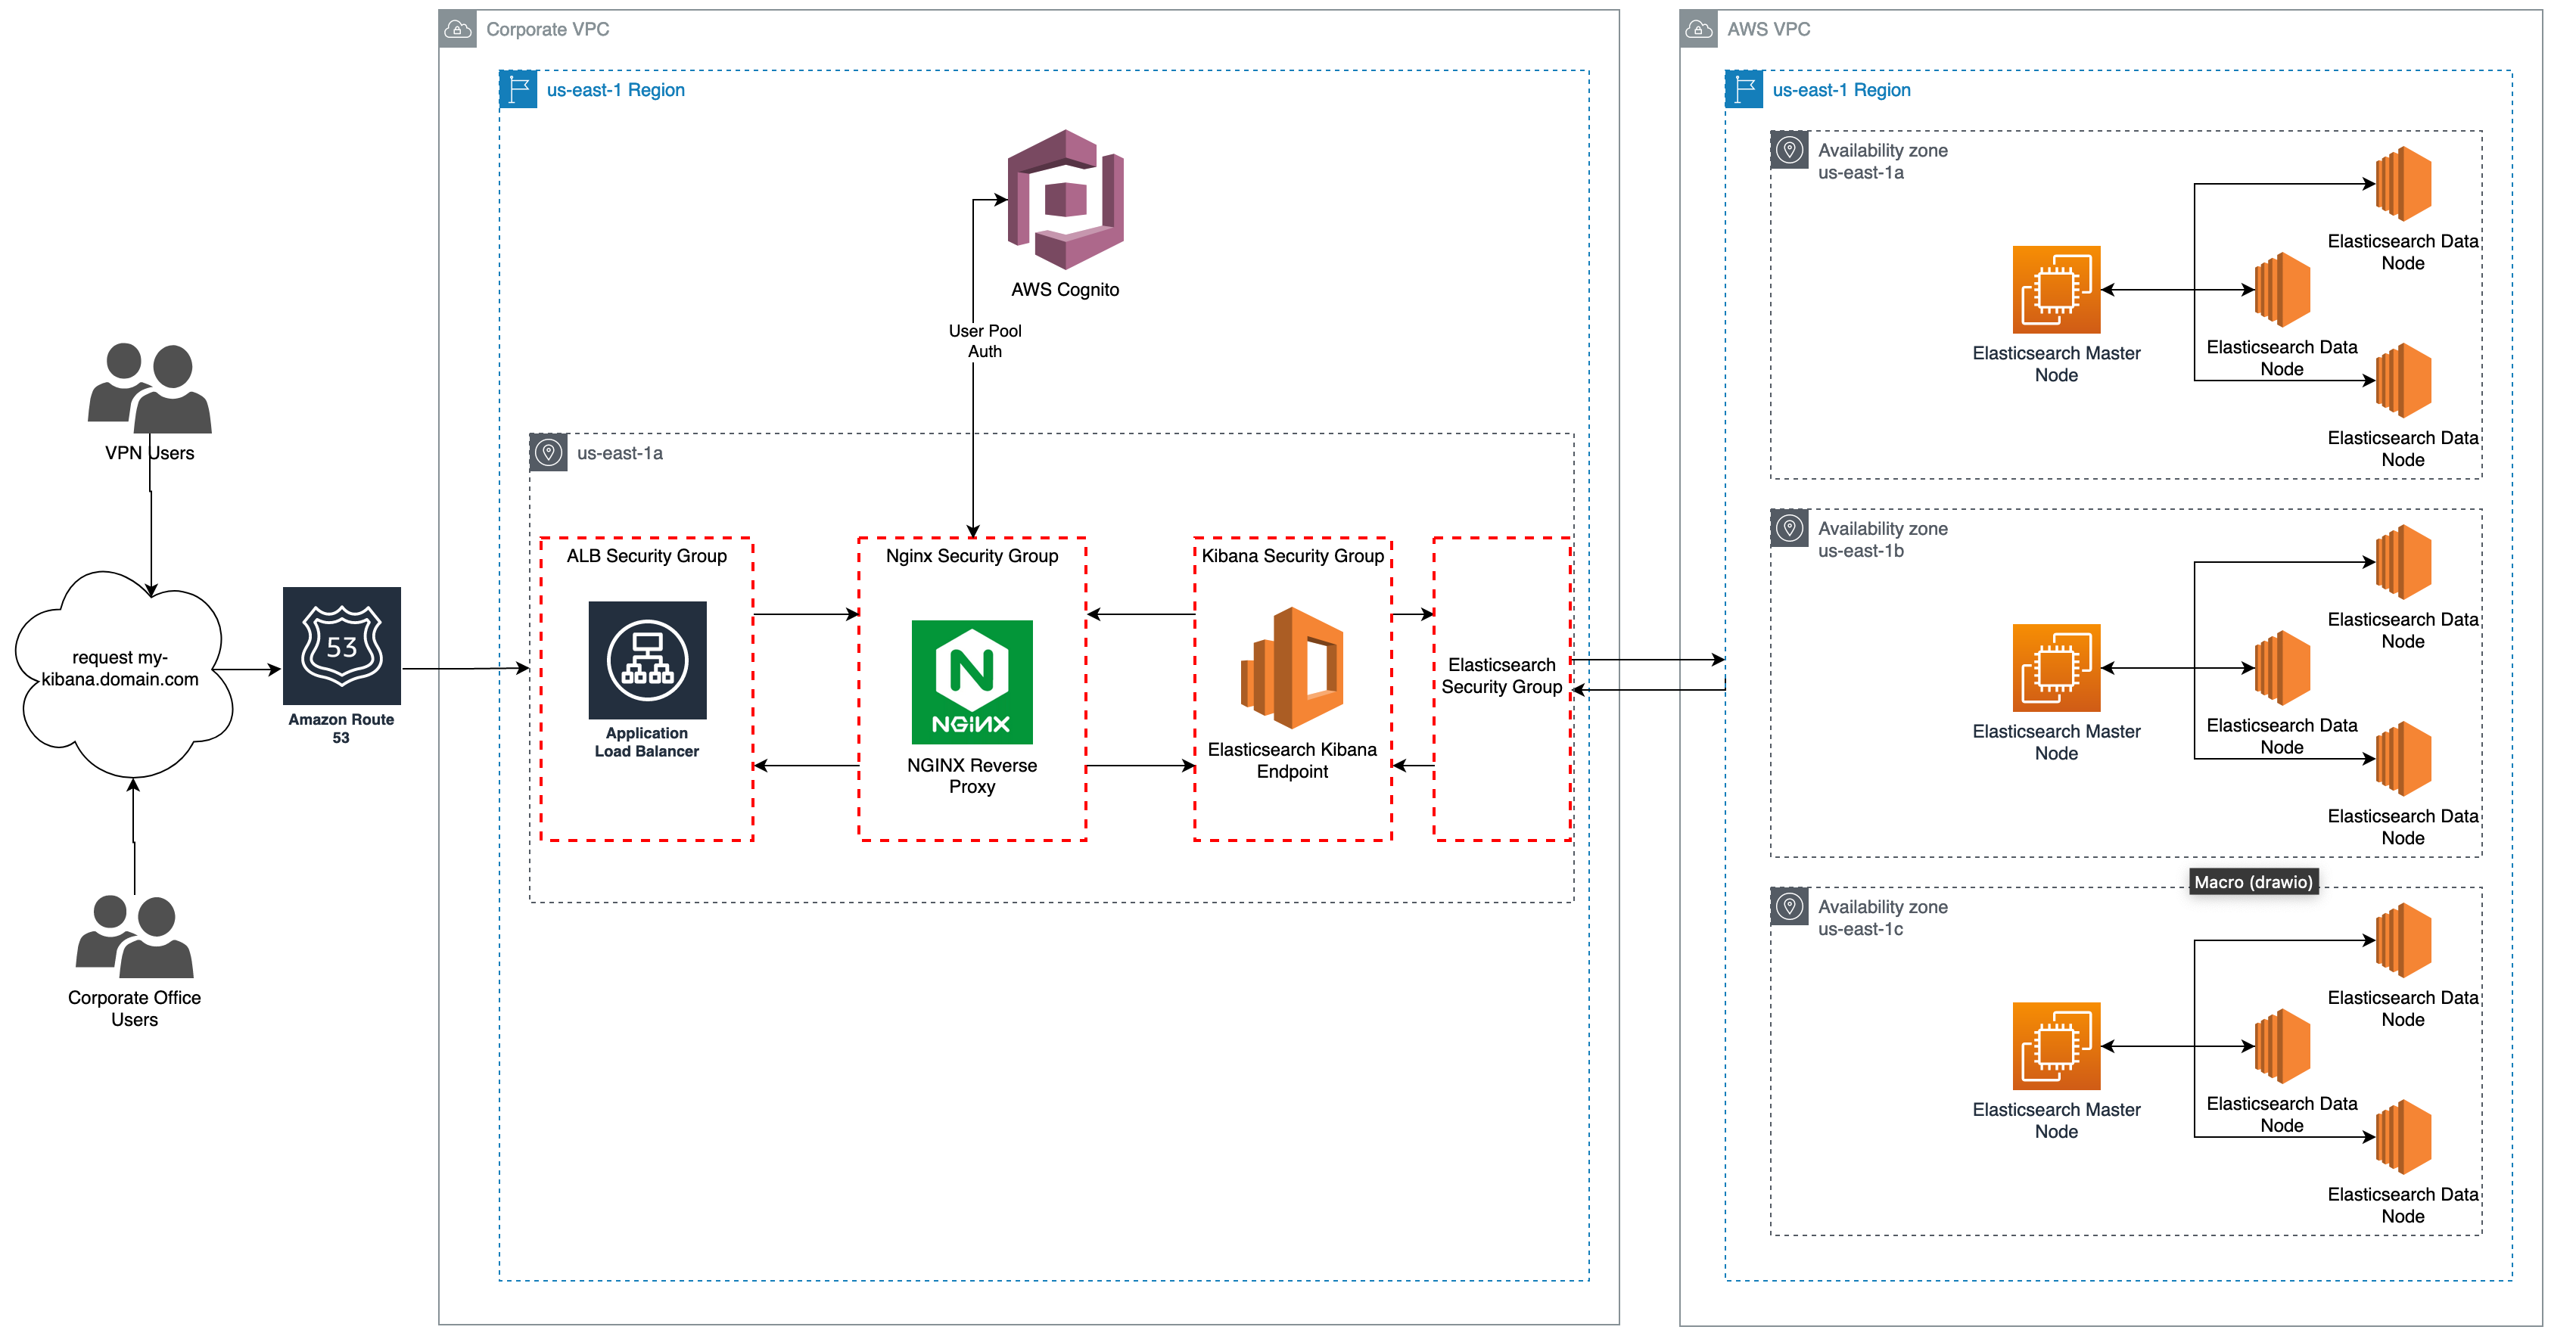 Corporate VPC
us-east-1 Region
AWS Cognito
User Pool
Auth
VPN Users
request my-
kibana.domain.com
Corporate Office
Users
53
Amazon Route
53
us-east-1a
ALB Security Group
Application
Load Balancer
Nginx Security Group
NGiNX
NGINX Reverse
Proxy
Kibana Security Group
Elasticsearch Kibana
Endpoint
Elasticsearch
Security Group
AWS VPC
us-east-1 Region
Availability zone
us-east-1a
Elasticsearch Master
Node
Elasticsearch Data
Node
Elasticsearch Data
Node
Elasticsearch Data
Node
Availability zone
us-east-1b
Elasticsearch Master
Node
Elasticsearch Data
Node
Elasticsearch Data
Node
Elasticsearch Data
Node
Macro (drawio)
Availability zone
us-east-1c
Elasticsearch Master
Node
Elasticsearch Data
Node
Elasticsearch Data
Node
Elasticsearch Data
Node